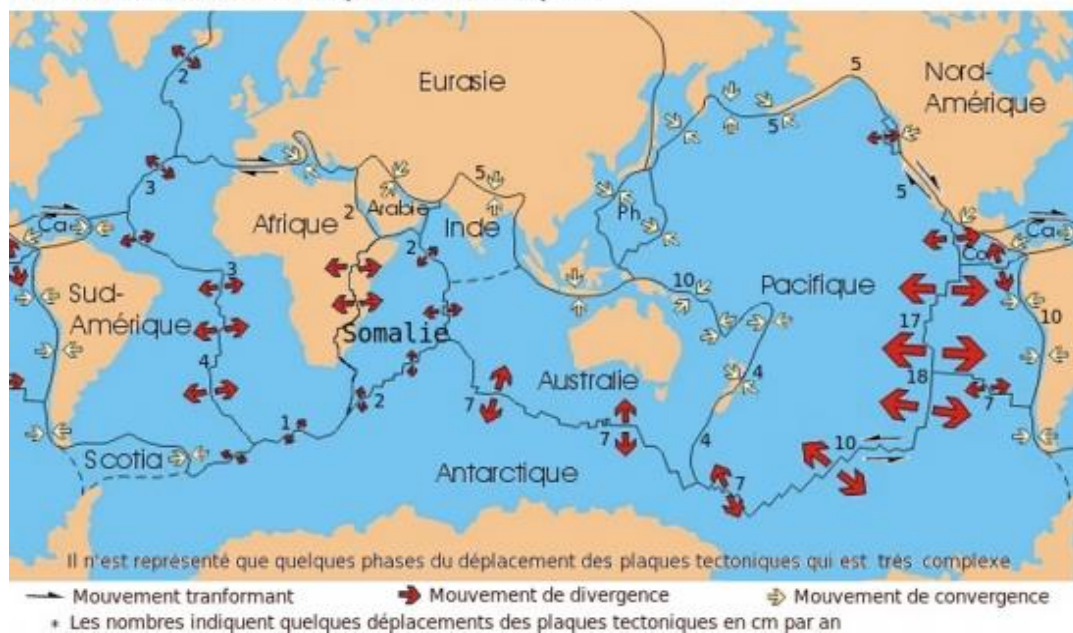 Eurasie
Nord-
Amérique
5
2
5
3
5
5
Afrique
Arabie
Inde
Ph
Ca
Ca
2
2
Co
3
10
Pacifique
Sud-
Amérique
Somalie
17
10
4
Australie
4
18
2
7
7
1
7
4
10
Scotia
Antarctique
7
Il n'est représenté que quelques phases du déplacement des plaques tectoniques qui est très complexe
Mouvement tranformant
Mouvement de divergence
Mouvement de convergence
* Les nombres indiquent quelques déplacements des plaques tectoniques en cm par an